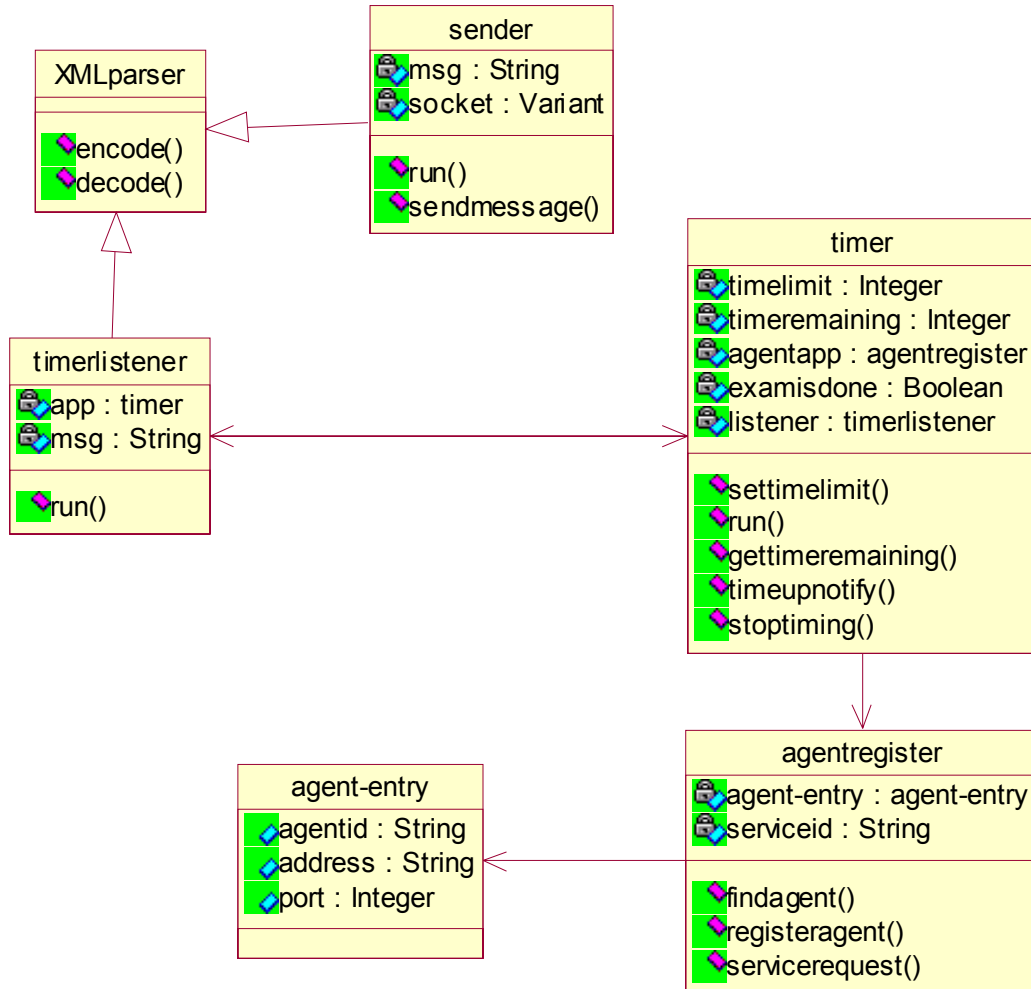 sender
msg : String
socket : Variant
run()
sendmessage()
XMLparser
encode()
decode()
timer
timelimit : Integer
timeremaining : Integer
agentapp : agentregister
examisdone : Boolean
listener : timerlistener
settimelimit()
run()
gettimeremaining()
timeupnotify()
stoptiming()
timerlistener
app : timer
msg : String
run()
agentregister
agent-entry : agent-entry
serviceid : String
findagent()
registeragent()
servicerequest()
agent-entry
agentid : String
address : String
port : Integer